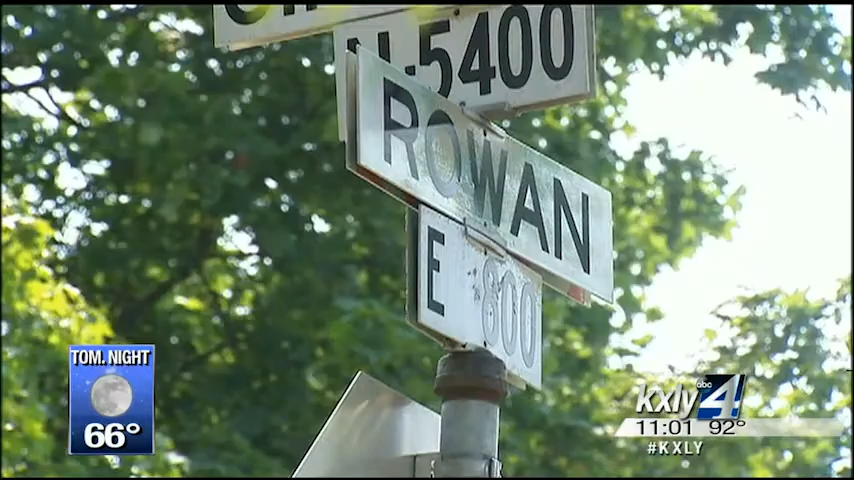 N. 5400
ROWAN
E 800
TOM. NIGHT
66°
KXLY abc 4
11:01 92°
#KXLY